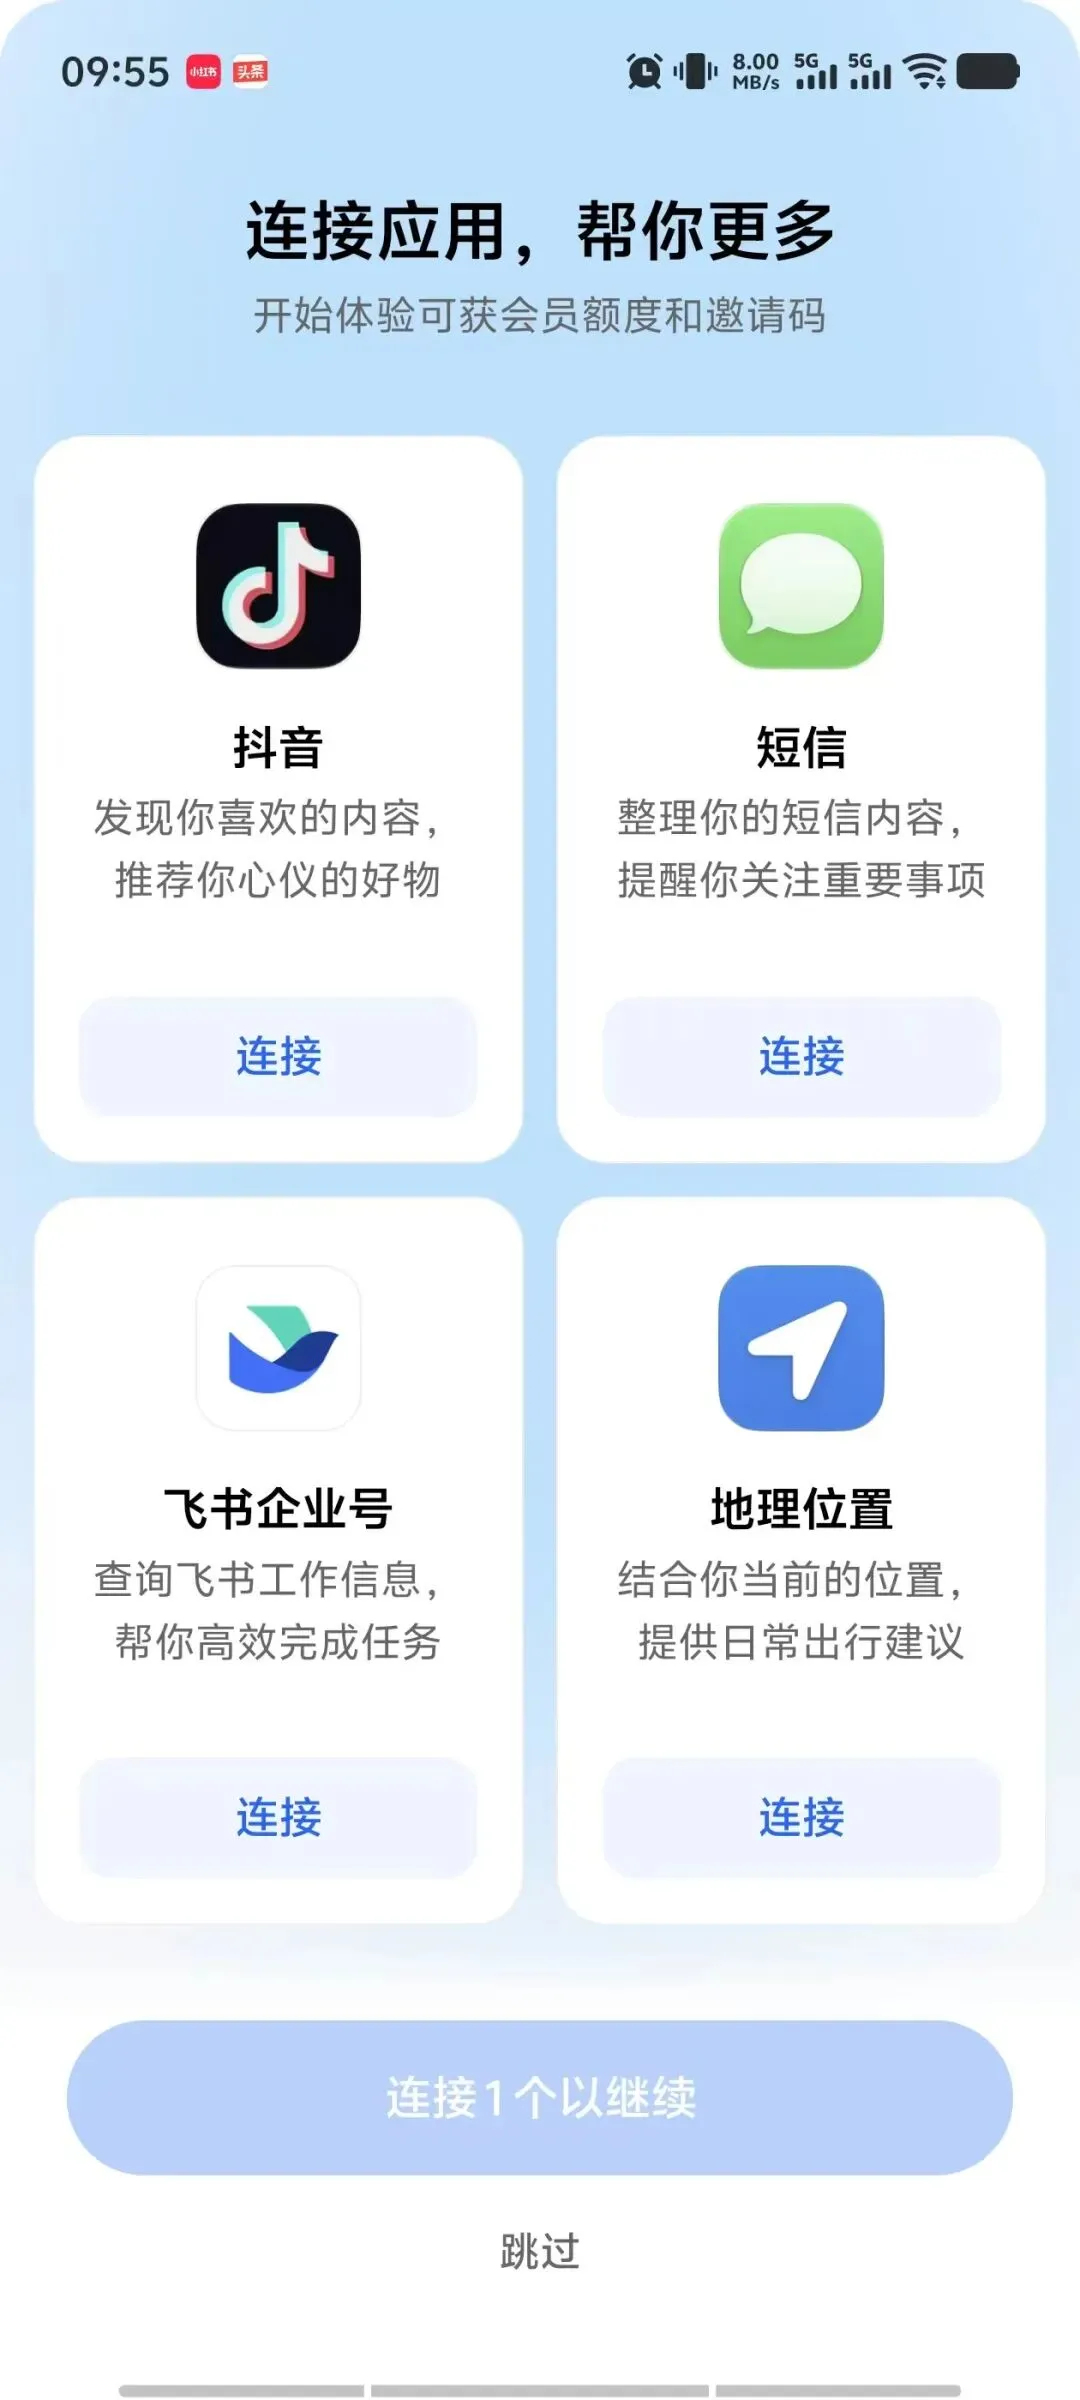 09:55 小红书 头条 8.00 MB/s 5G 5G
连接应用，帮你更多
开始体验可获会员额度和邀请码
抖音
发现你喜欢的内容，
推荐你心仪的好物
连接
短信
整理你的短信内容，
提醒你关注重要事项
连接
飞书企业号
查询飞书工作信息，
帮你高效完成任务
连接
地理位置
结合你当前的位置，
提供日常出行建议
连接
连接1个以继续
跳过